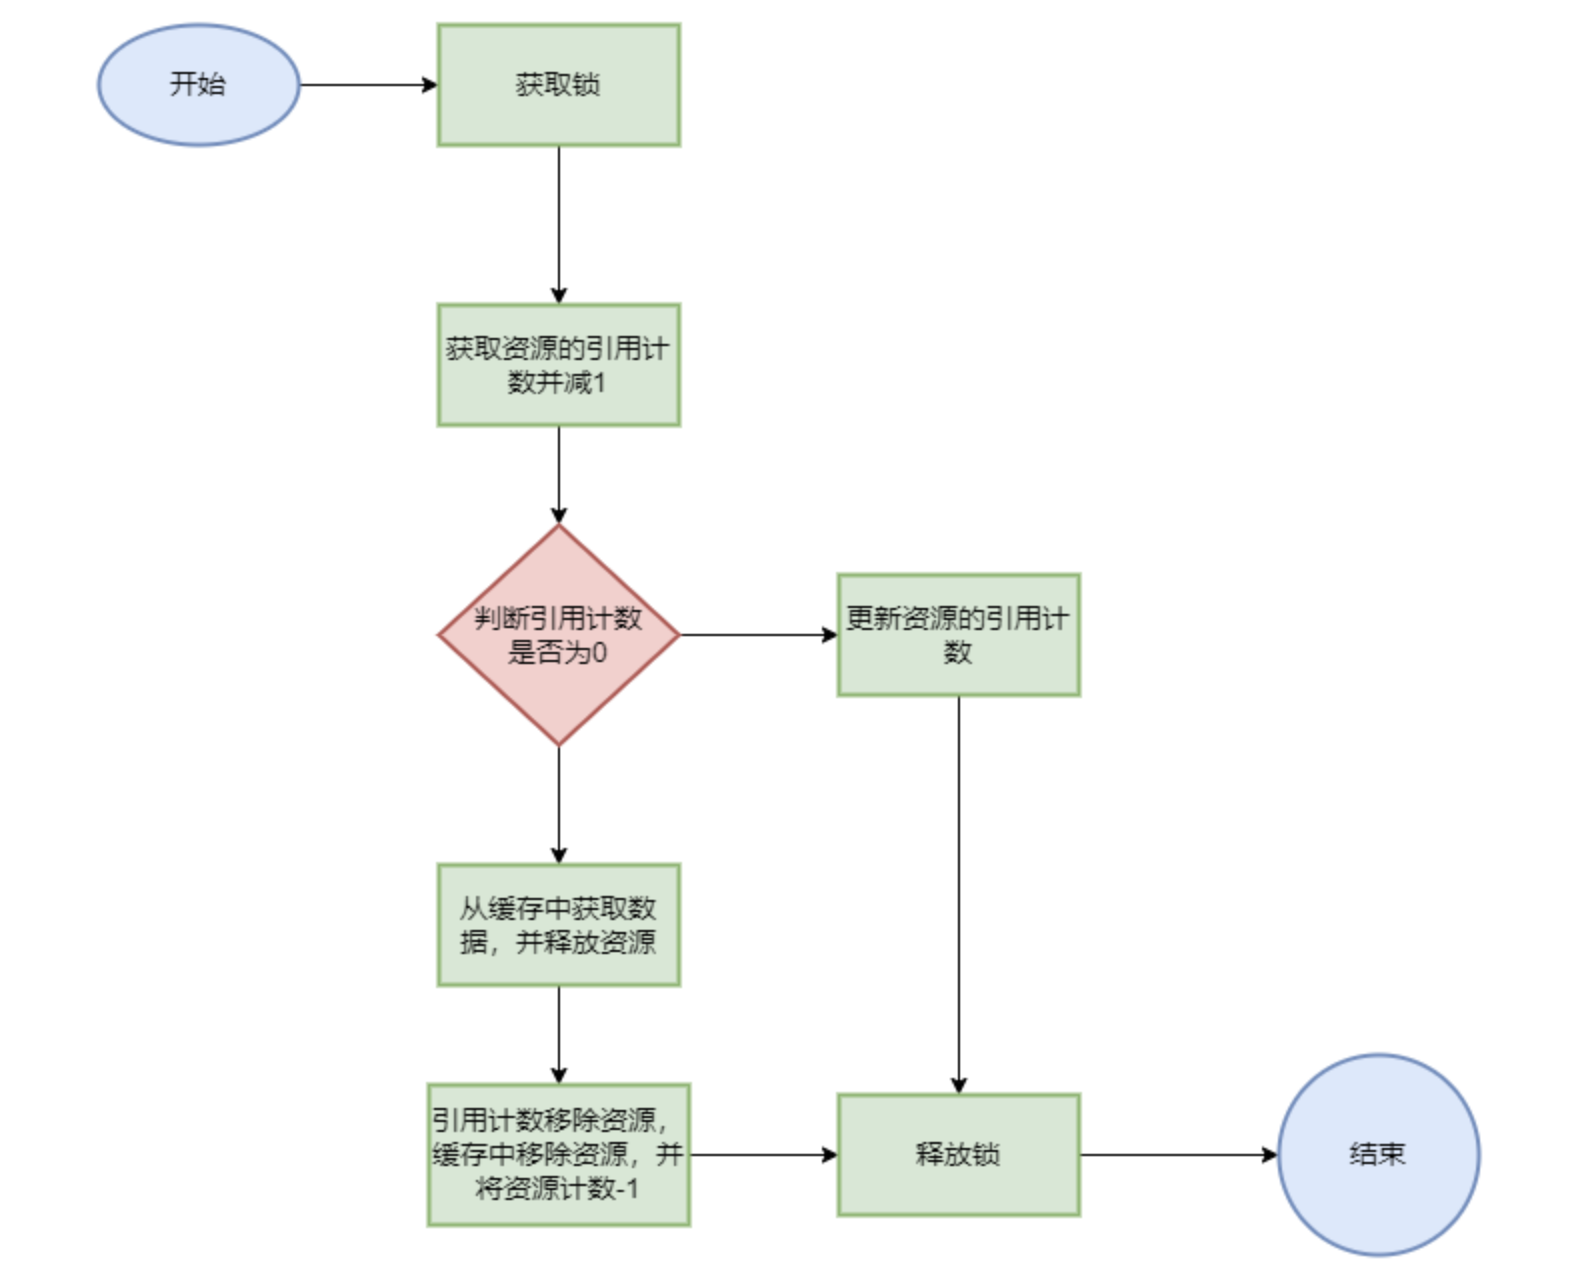 开始
获取锁
获取资源的引用计
数并减1
判断引用计数
是否为0
更新资源的引用计
数
从缓存中获取数
据，并释放资源
引用计数移除资源，
缓存中移除资源，并
将资源计数-1
释放锁
结束